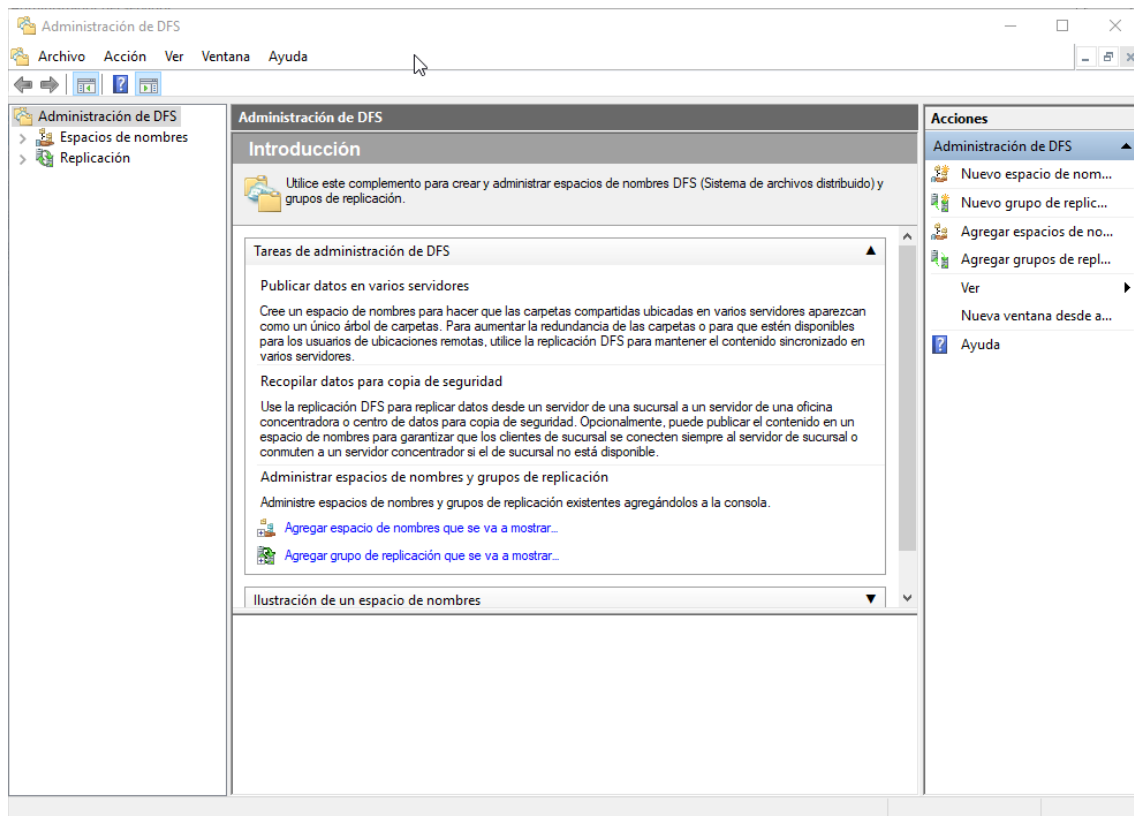 Administración de DFS
Archivo Acción Ver Ventana Ayuda
Administración de DFS
Espacios de nombres
Replicación
Administración de DFS
Introducción
Utilice este complemento para crear y administrar espacios de nombres DFS (Sistema de archivos distribuido) y
grupos de replicación.
Tareas de administración de DFS
Publicar datos en varios servidores
Cree un espacio de nombres para hacer que las carpetas compartidas ubicadas en varios servidores aparezcan
como un único árbol de carpetas. Para aumentar la redundancia de las carpetas o para que estén disponibles
para los usuarios de ubicaciones remotas, utilice la replicación DFS para mantener el contenido sincronizado en
varios servidores.
Recopilar datos para copia de seguridad
Use la replicación DFS para replicar datos desde un servidor de una sucursal a un servidor de una oficina
concentradora o centro de datos para copia de seguridad. Opcionalmente, puede publicar el contenido en un
espacio de nombres para garantizar que los clientes de sucursal se conecten siempre al servidor de sucursal o
conmuten a un servidor concentrador si el de sucursal no está disponible.
Administrar espacios de nombres y grupos de replicación
Administre espacios de nombres y grupos de replicación existentes agregándolos a la consola.
Agregar espacio de nombres que se va a mostrar...
Agregar grupo de replicación que se va a mostrar...
Ilustración de un espacio de nombres
Acciones
Administración de DFS
Nuevo espacio de nom...
Nuevo grupo de replic...
Agregar espacios de no...
Agregar grupos de repl...
Ver
Nueva ventana desde a...
Ayuda